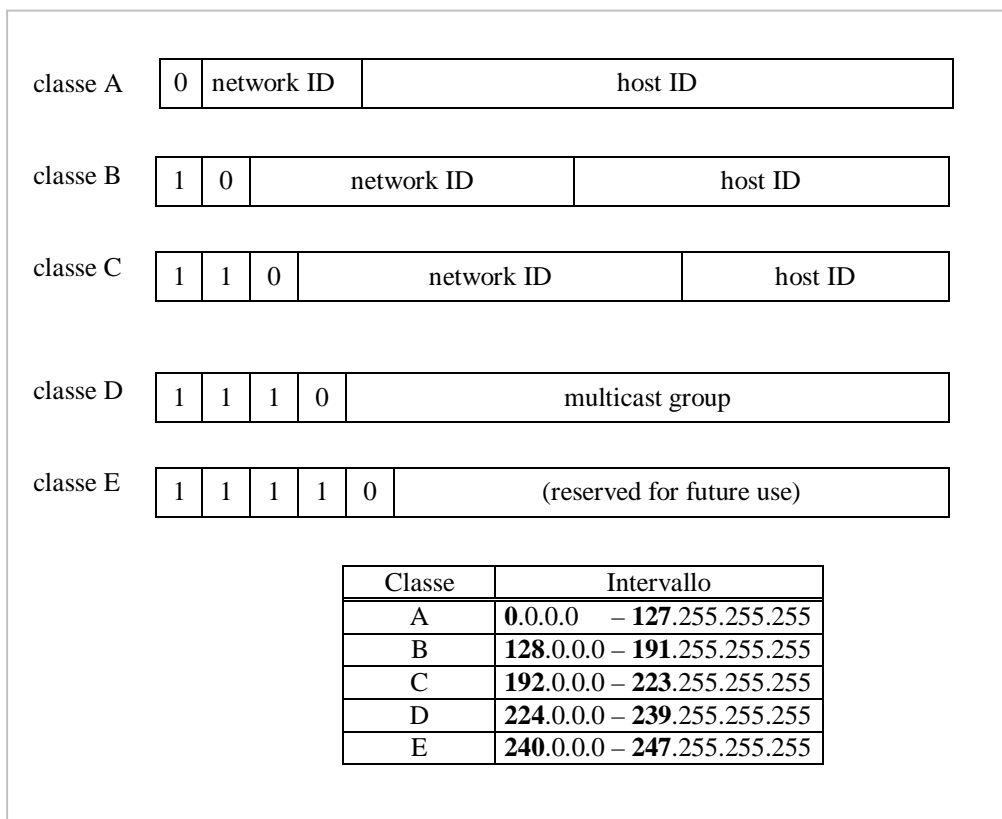 classe A 0 network ID host ID
classe B 1 0 network ID host ID
classe C 1 1 0 network ID host ID
classe D 1 1 1 0 multicast group
classe E 1 1 1 1 0 (reserved for future use)
Classe Intervallo
A 0.0.0.0 – 127.255.255.255
B 128.0.0.0 – 191.255.255.255
C 192.0.0.0 – 223.255.255.255
D 224.0.0.0 – 239.255.255.255
E 240.0.0.0 – 247.255.255.255